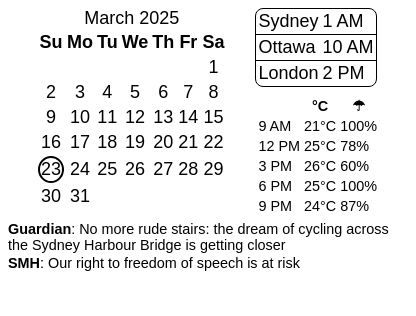 March 2025
Su Mo Tu We Th Fr Sa
1
2 3 4 5 6 7 8
9 10 11 12 13 14 15
16 17 18 19 20 21 22
23 24 25 26 27 28 29
30 31
Sydney 1 AM
Ottawa 10 AM
London 2 PM
°C ☂
9 AM 21°C 100%
12 PM 25°C 78%
3 PM 26°C 60%
6 PM 25°C 100%
9 PM 24°C 87%
Guardian: No more rude stairs: the dream of cycling across
the Sydney Harbour Bridge is getting closer
SMH: Our right to freedom of speech is at risk